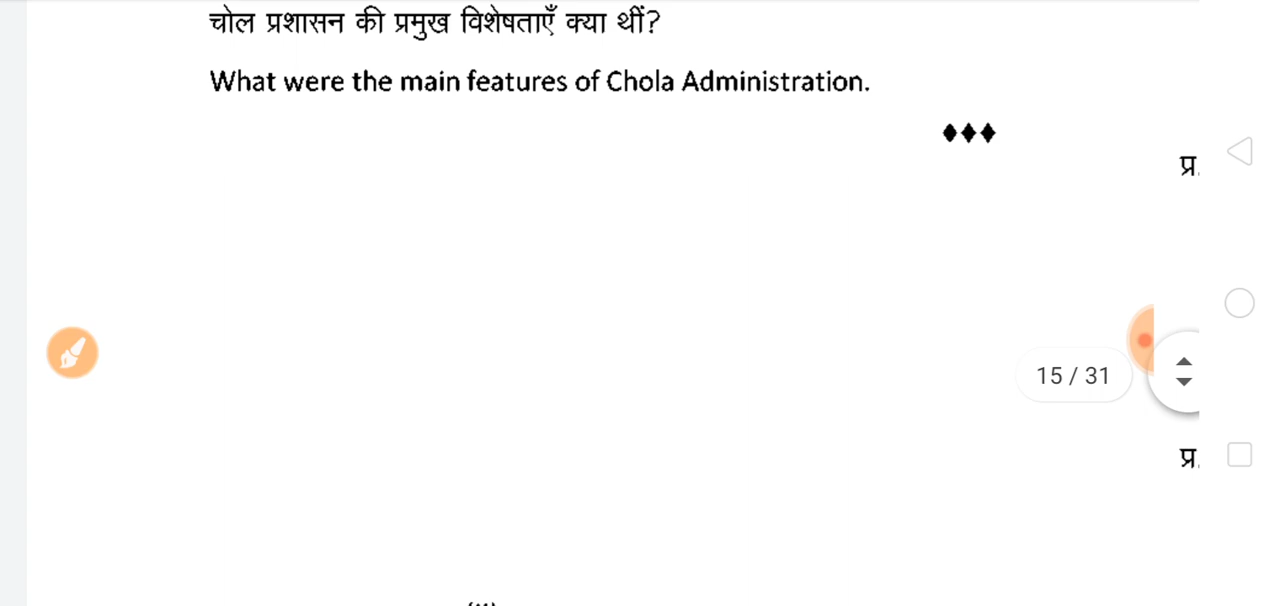 चोल प्रशासन की प्रमुख विशेषताएँ क्या थीं?
What were the main features of Chola Administration.
♦♦♦
प्र.
15 / 31
प्र.